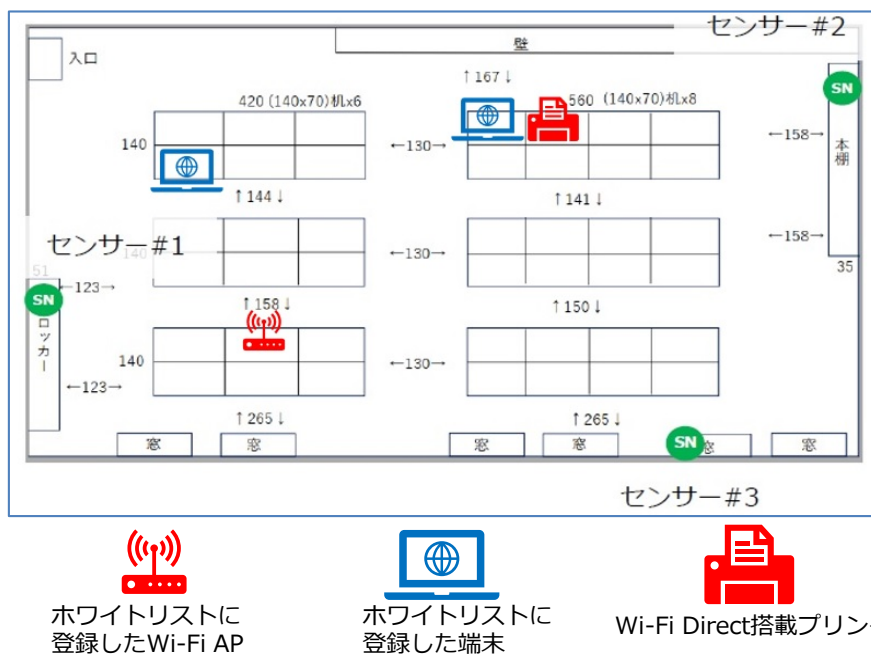 センサー#2
壁
入口
↑167↓
SN
420 (140x70)机x6
560 (140x70)机x8
140
←130→
←158→
本棚
↑144↓
↑141↓
センサー#1
140
←130→
←158→
51
35
←123→
SN
↑158↓
↑150↓
ロッカー
140
←130→
←123→
↑265↓
↑265↓
窓
窓
窓
窓
SN
窓
窓
センサー#3
ホワイトリストに
登録したWi-Fi AP
ホワイトリストに
登録した端末
Wi-Fi Direct搭載プリン